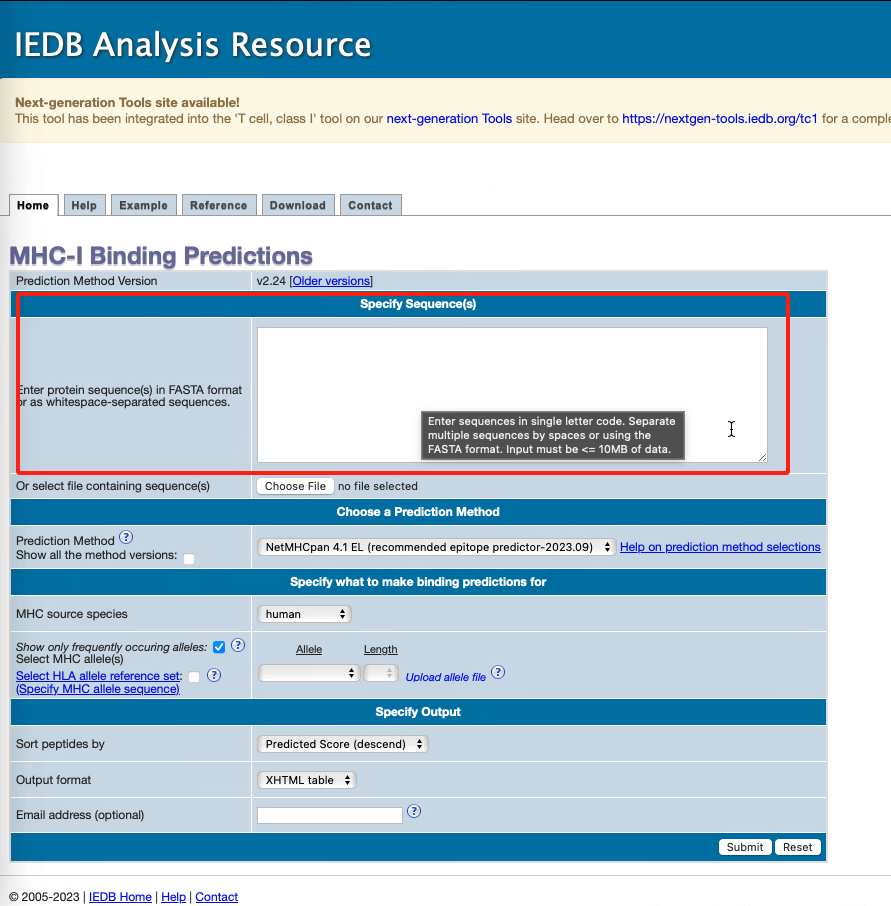 IEDB Analysis Resource
Next-generation Tools site available!
This tool has been integrated into the 'T cell, class I' tool on our next-generation Tools site. Head over to https://nextgen-tools.iedb.org/tc1 for a comple
Home Help Example Reference Download Contact
MHC-I Binding Predictions
Prediction Method Version v2.24 [Older versions]
Specify Sequence(s)
Enter protein sequence(s) in FASTA format
or as whitespace-separated sequences.
Enter sequences in single letter code. Separate
multiple sequences by spaces or using the
FASTA format. Input must be <= 10MB of data.
Or select file containing sequence(s) Choose File no file selected
Choose a Prediction Method
Prediction Method ?
Show all the method versions:
NetMHCpan 4.1 EL (recommended epitope predictor-2023.09) Help on prediction method selections
Specify what to make binding predictions for
MHC source species human
Show only frequently occuring alleles: ?
Select MHC allele(s)
Select HLA allele reference set: ?
(Specify MHC allele sequence)
Allele Length
Upload allele file ?
Specify Output
Sort peptides by Predicted Score (descend)
Output format XHTML table
Email address (optional) ?
Submit Reset
© 2005-2023 | IEDB Home | Help | Contact